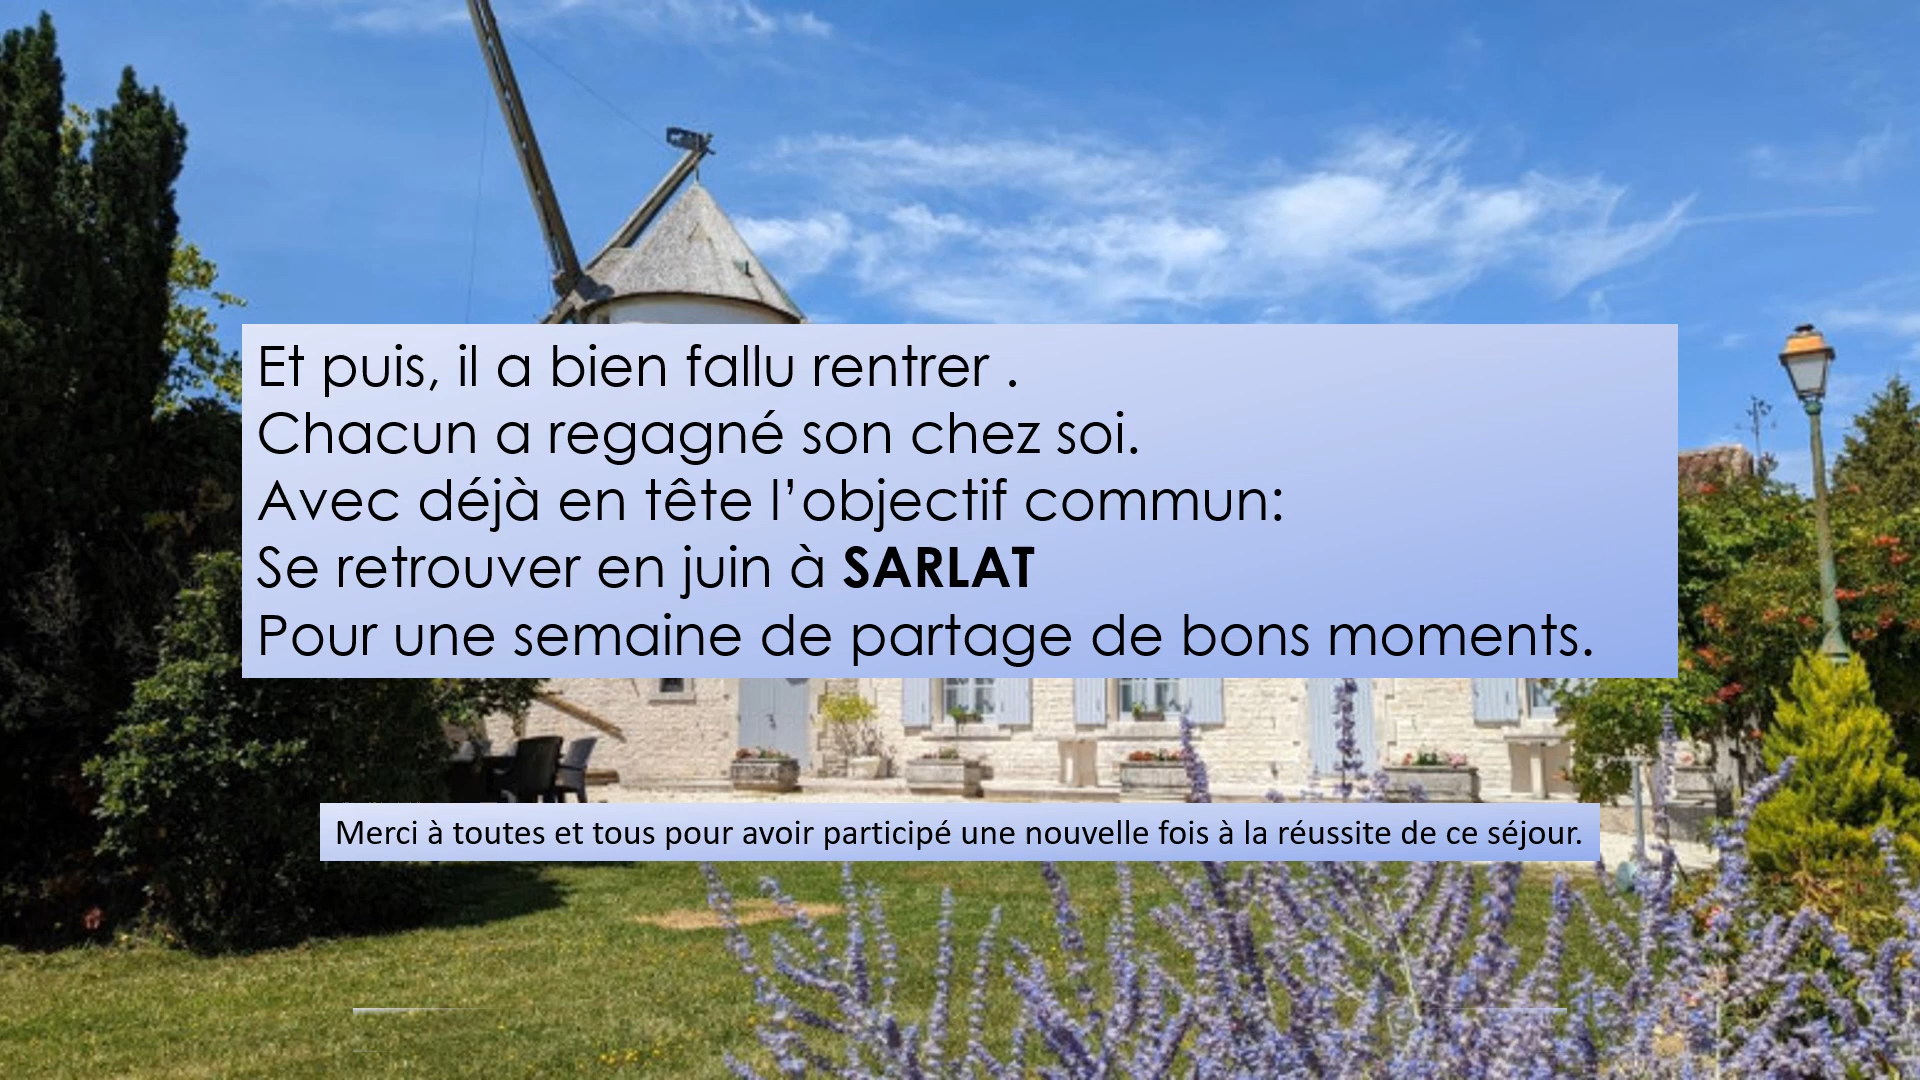 Et puis, il a bien fallu rentrer .
Chacun a regagné son chez soi.
Avec déjà en tête l’objectif commun:
Se retrouver en juin à SARLAT
Pour une semaine de partage de bons moments.
Merci à toutes et tous pour avoir participé une nouvelle fois à la réussite de ce séjour.